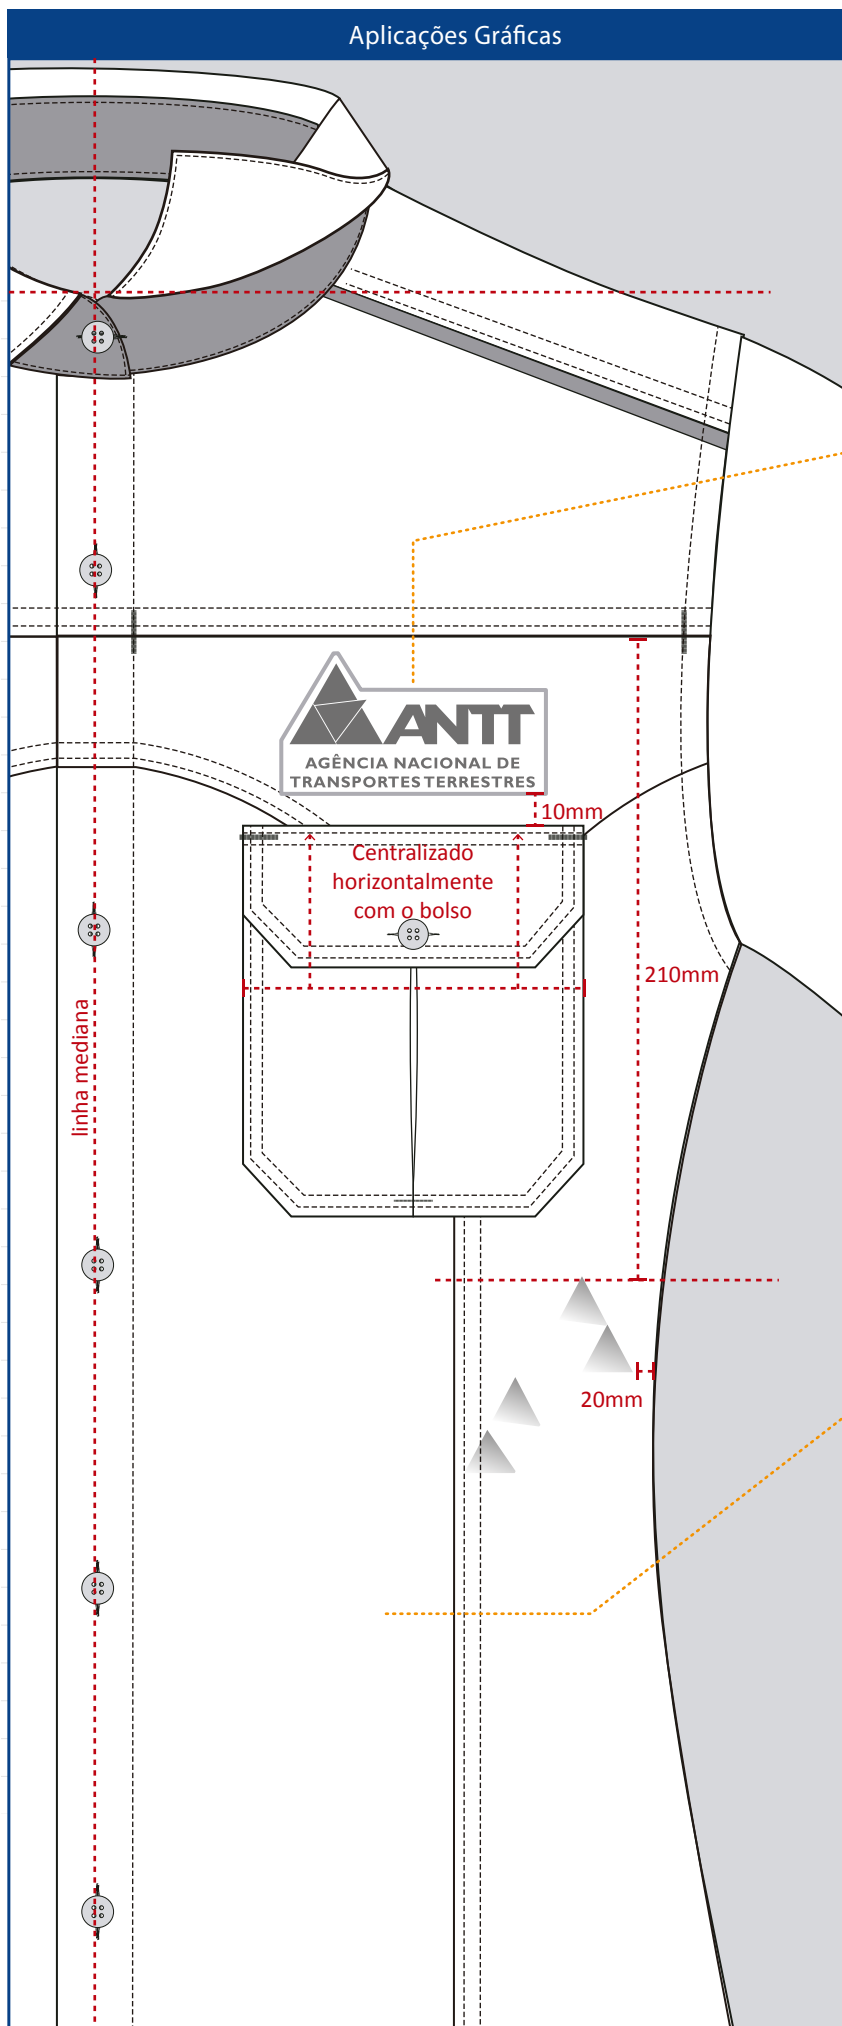 Aplicações Gráficas
ANTT
AGÊNCIA NACIONAL DE
TRANSPORTES TERRESTRES
10mm
Centralizado
horizontalmente
com o bolso
210mm
linha mediana
20mm